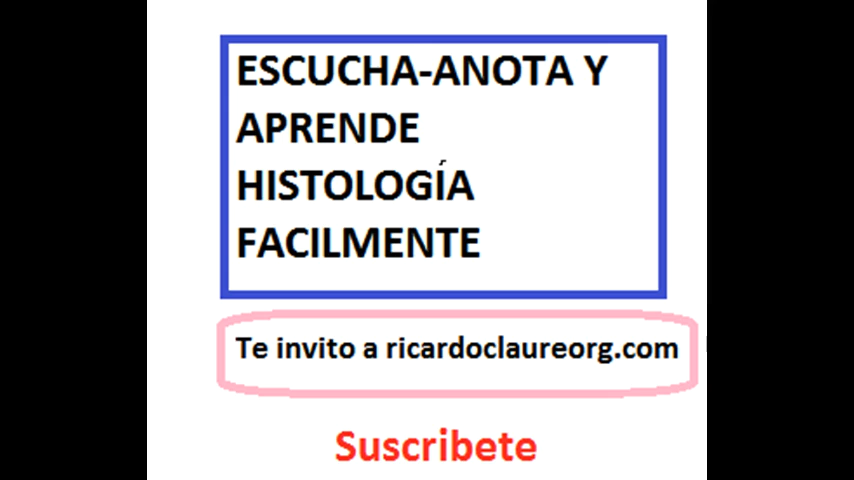 ESCUCHA-ANOTA Y
APRENDE
HISTOLOGÍA
FACILMENTE
Te invito a ricardoclaureorg.com
Suscribete